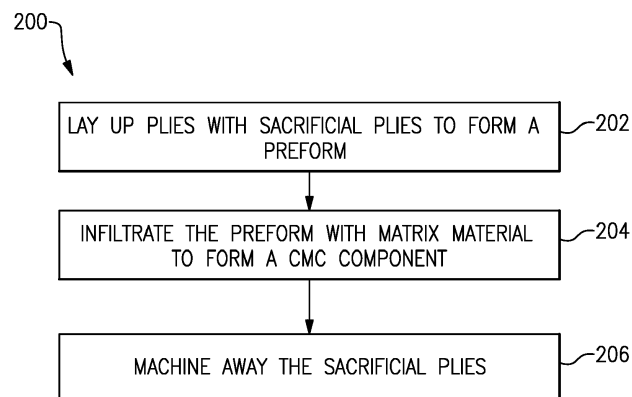 200
LAY UP PLIES WITH SACRIFICIAL PLIES TO FORM A
PREFORM
202
INFILTRATE THE PREFORM WITH MATRIX MATERIAL
TO FORM A CMC COMPONENT
204
MACHINE AWAY THE SACRIFICIAL PLIES
206